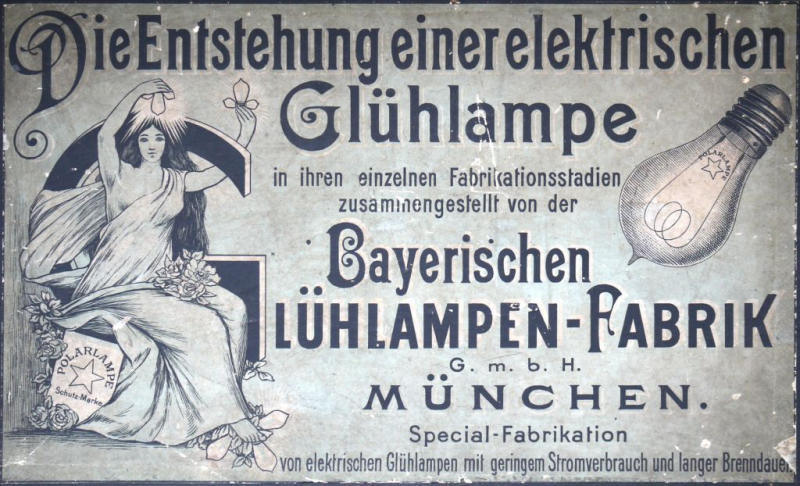 Die Entstehung einer elektrischen
Glühlampe
in ihren einzelnen Fabrikationsstadien
zusammengestellt von der
Bayerischen
GLÜHLAMPEN-FABRIK
G. m. b. H.
MÜNCHEN.
Special-Fabrikation
von elektrischen Glühlampen mit geringem Stromverbrauch und langer Brenndauer.
POLARLAMPE
Schutz-Marke
POLARLAMPE